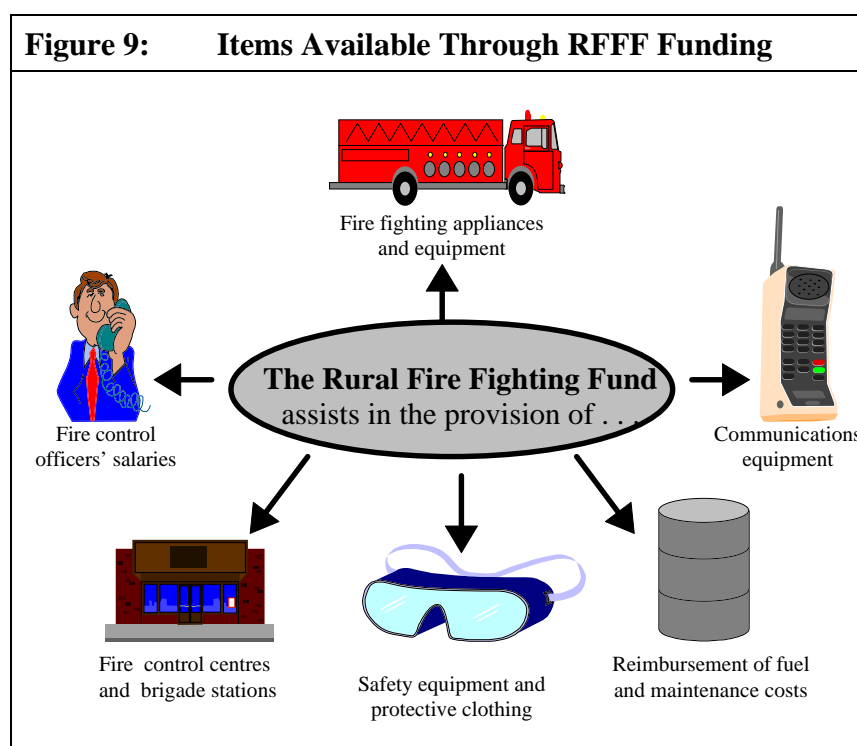 Figure 9: Items Available Through RFFF Funding
Fire fighting appliances
and equipment
The Rural Fire Fighting Fund
assists in the provision of . . .
Fire control
officers' salaries
Communications
equipment
Fire control centres
and brigade stations
Safety equipment and
protective clothing
Reimbursement of fuel
and maintenance costs